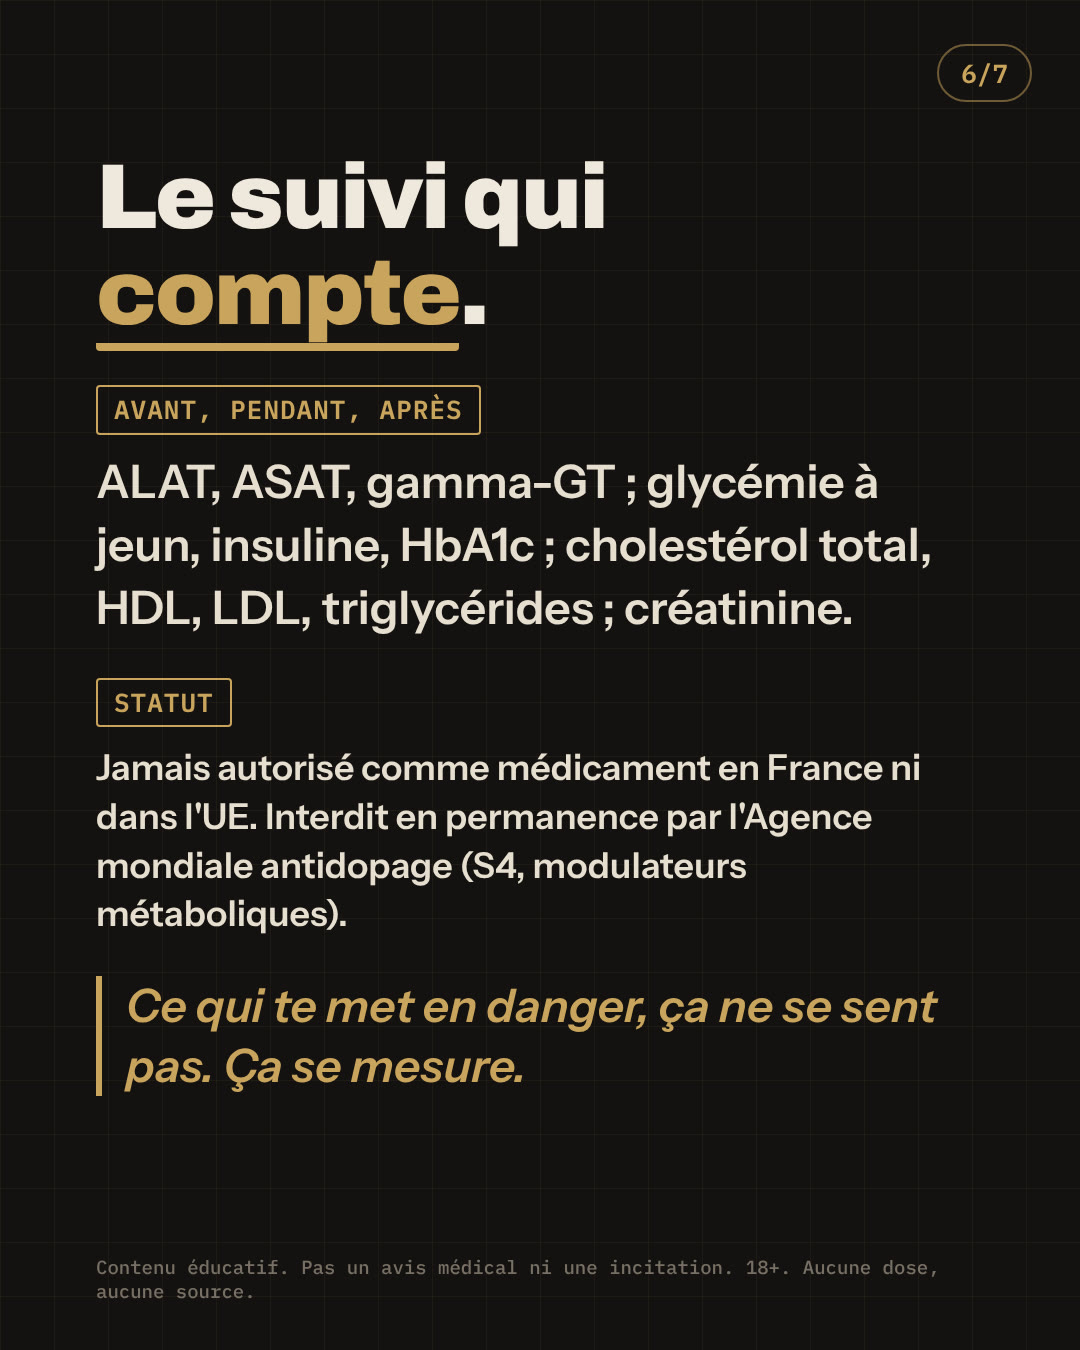 6/7
Le suivi qui
compte.
AVANT, PENDANT, APRÈS
ALAT, ASAT, gamma-GT ; glycémie à
jeun, insuline, HbA1c ; cholestérol total,
HDL, LDL, triglycérides ; créatinine.
STATUT
Jamais autorisé comme médicament en France ni
dans l'UE. Interdit en permanence par l'Agence
mondiale antidopage (S4, modulateurs
métaboliques).
Ce qui te met en danger, ça ne se sent
pas. Ça se mesure.
Contenu éducatif. Pas un avis médical ni une incitation. 18+. Aucune dose,
aucune source.